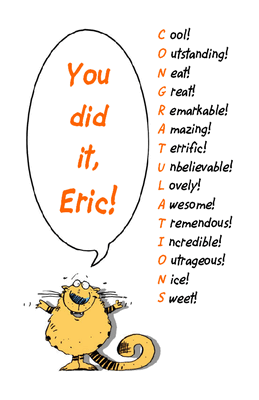 You
did
it,
Eric!
Cool!
Outstanding!
Neat!
Great!
Remarkable!
Amazing!
Terrific!
Unbelievable!
Lovely!
Awesome!
Tremendous!
Incredible!
Outrageous!
Nice!
Sweet!